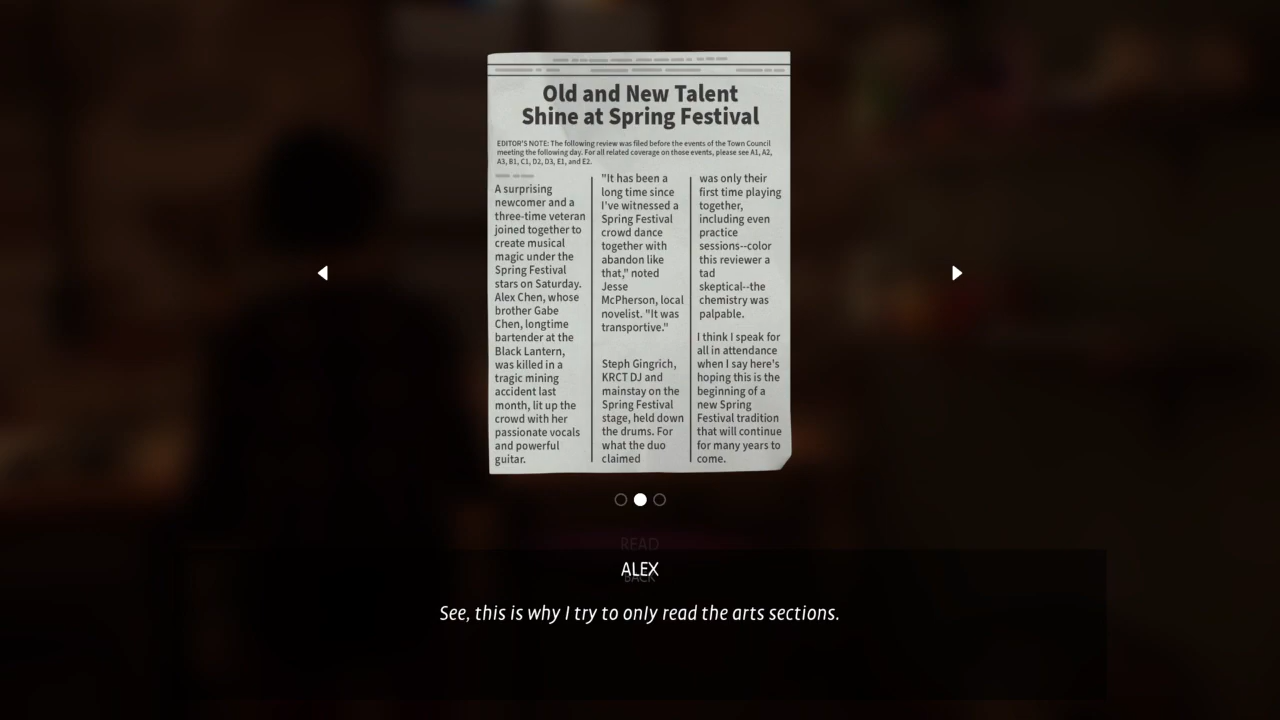 Old and New Talent
Shine at Spring Festival
EDITOR'S NOTE: The following review was filed before the events of the Town Council
meeting the following day. For all related coverage on those events, please see A1, A2,
A3, B1, C1, D2, D3, E1, and E2.
A surprising
newcomer and a
three-time veteran
joined together to
create musical
magic under the
Spring Festival
stars on Saturday.
Alex Chen, whose
brother Gabe
Chen, longtime
bartender at the
Black Lantern,
was killed in a
tragic mining
accident last
month, lit up the
crowd with her
passionate vocals
and powerful
guitar.
"It has been a
long time since
I've witnessed a
Spring Festival
crowd dance
together with
abandon like
that," noted
Jesse
McPherson, local
novelist. "It was
transportive."
Steph Gingrich,
KRCT DJ and
mainstay on the
Spring Festival
stage, held down
the drums. For
what the duo
claimed
was only their
first time playing
together,
including even
practice
sessions--color
this reviewer a
tad
skeptical--the
chemistry was
palpable.
I think I speak for
all in attendance
when I say here's
hoping this is the
beginning of a
new Spring
Festival tradition
that will continue
for many years to
come.
READ
ALEX
BACK
See, this is why I try to only read the arts sections.